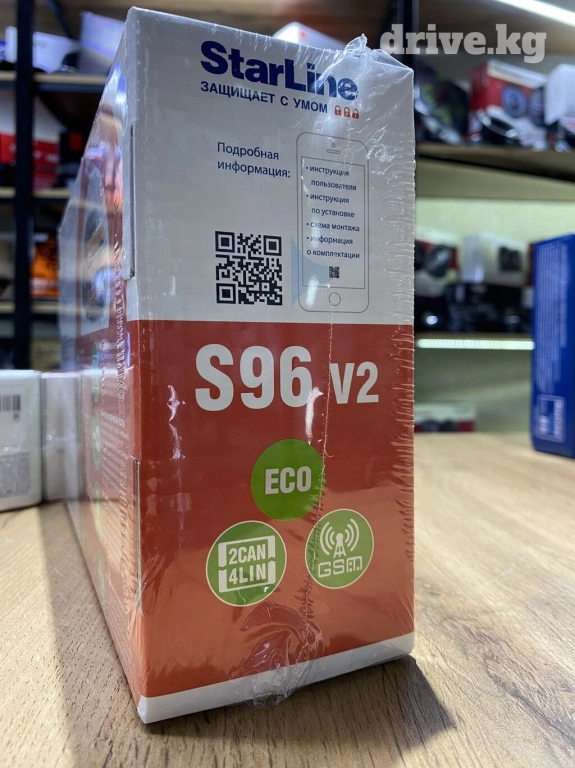 drive.kg
StarLine
ЗАЩИЩАЕТ С УМОМ
Подробная
информация:
• инструкция
пользователя
• инструкция
по установке
• схема монтажа
• информация
о комплектации
S96 V2
ECO
2CAN
4LIN
GSM